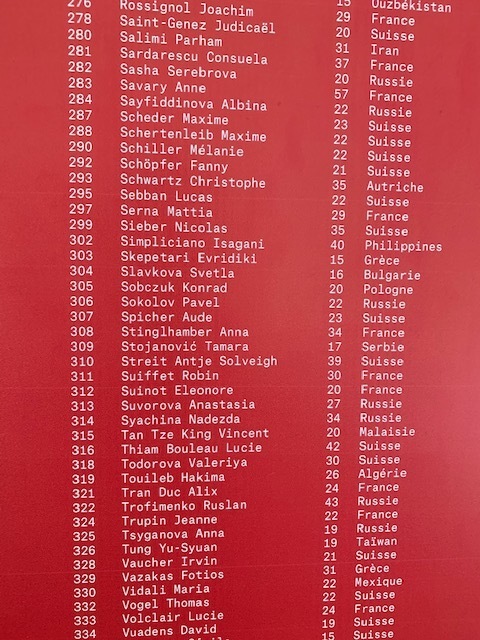 15 Ouzbékistan
276 Rossignol Joachim 29 France
278 Saint-Genez Judicaël 20 Suisse
280 Salimi Parham 31 Iran
281 Sardarescu Consuela 37 France
282 Sasha Serebrova 20 Russie
283 Savary Anne 57 France
284 Sayfiddinova Albina 22 Russie
287 Scheder Maxime 23 Suisse
288 Schertenleib Maxime 22 Suisse
290 Schiller Mélanie 22 Suisse
292 Schöpfer Fanny 21 Suisse
293 Schwartz Christophe 35 Autriche
295 Sebban Lucas 22 Suisse
297 Serna Mattia 29 France
299 Sieber Nicolas 35 Suisse
302 Simpliciano Isagani 40 Philippines
303 Skepetari Evridiki 15 Grèce
304 Slavkova Svetla 16 Bulgarie
305 Sobczuk Konrad 20 Pologne
306 Sokolov Pavel 22 Russie
307 Spicher Aude 23 Suisse
308 Stinglhamber Anna 34 France
309 Stojanović Tamara 17 Serbie
310 Streit Antje Solveigh 39 Suisse
311 Suiffet Robin 30 France
312 Suinot Eleonore 20 France
313 Suvorova Anastasia 27 Russie
314 Syachina Nadezda 34 Russie
315 Tan Tze King Vincent 20 Malaisie
316 Thiam Bouleau Lucie 42 Suisse
318 Todorova Valeriya 30 Suisse
319 Touileb Hakima 26 Algérie
321 Tran Duc Alix 24 France
322 Trofimenko Ruslan 43 Russie
324 Trupin Jeanne 22 France
325 Tsyganova Anna 19 Russie
326 Tung Yu-Syuan 19 Taïwan
328 Vaucher Irvin 21 Suisse
329 Vazakas Fotios 31 Grèce
330 Vidali María 22 Mexique
332 Vogel Thomas 22 Suisse
333 Volclair Lucie 24 France
334 Vuadens David 19 Suisse
15 Suisse